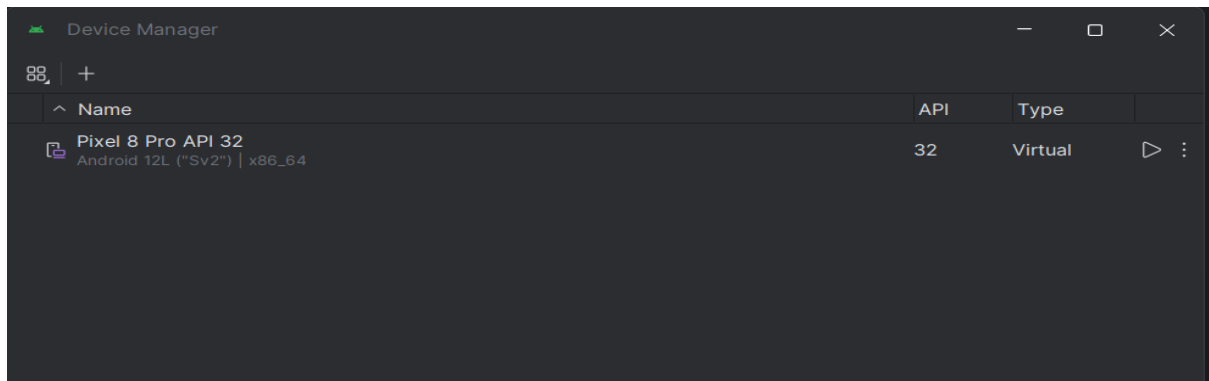 Device Manager
Name API Type
Pixel 8 Pro API 32
Android 12L ("Sv2") | x86_64
32 Virtual